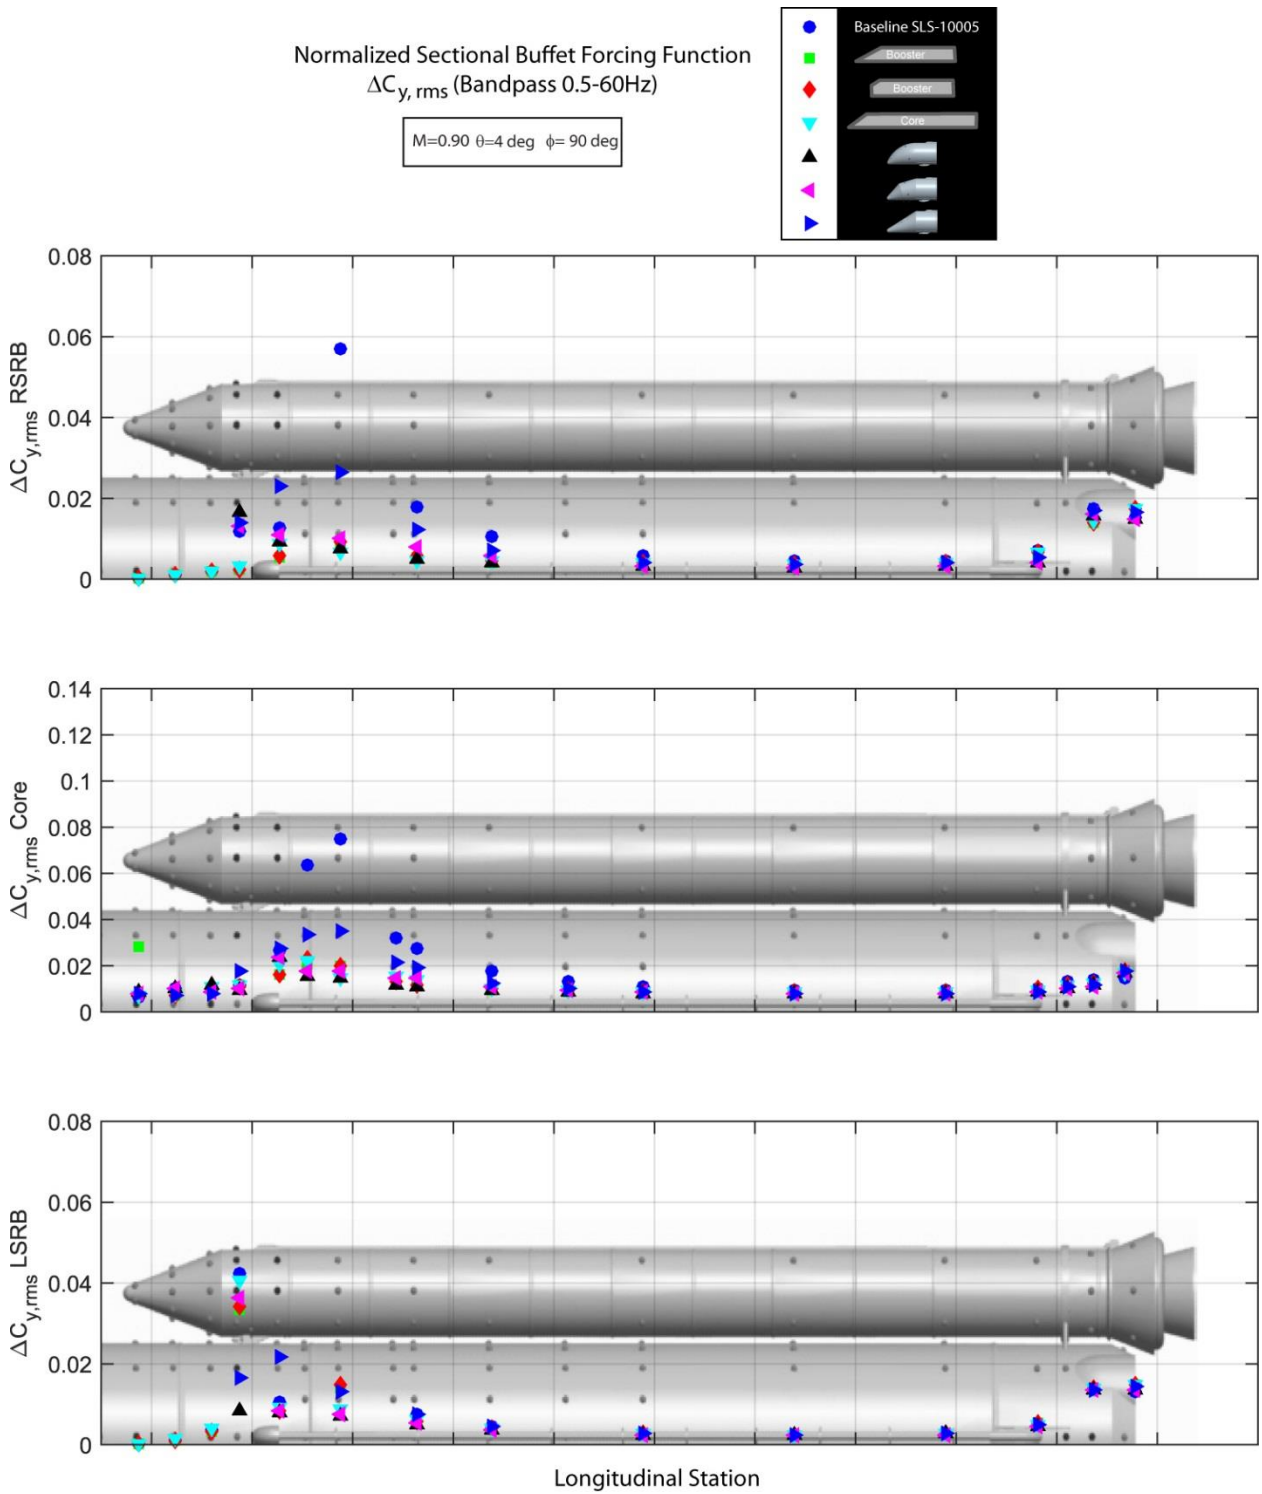 Normalized Sectional Buffet Forcing Function
ΔCy, rms (Bandpass 0.5-60Hz)
M=0.90 θ=4 deg ϕ= 90 deg
Baseline SLS-10005
Booster
Booster
Core
0.08
0.06
0.04
0.02
0
ΔCy,rms RSRB
0.14
0.12
0.1
0.08
0.06
0.04
0.02
0
ΔCy,rms Core
0.08
0.06
0.04
0.02
0
ΔCy,rms LSRB
Longitudinal Station